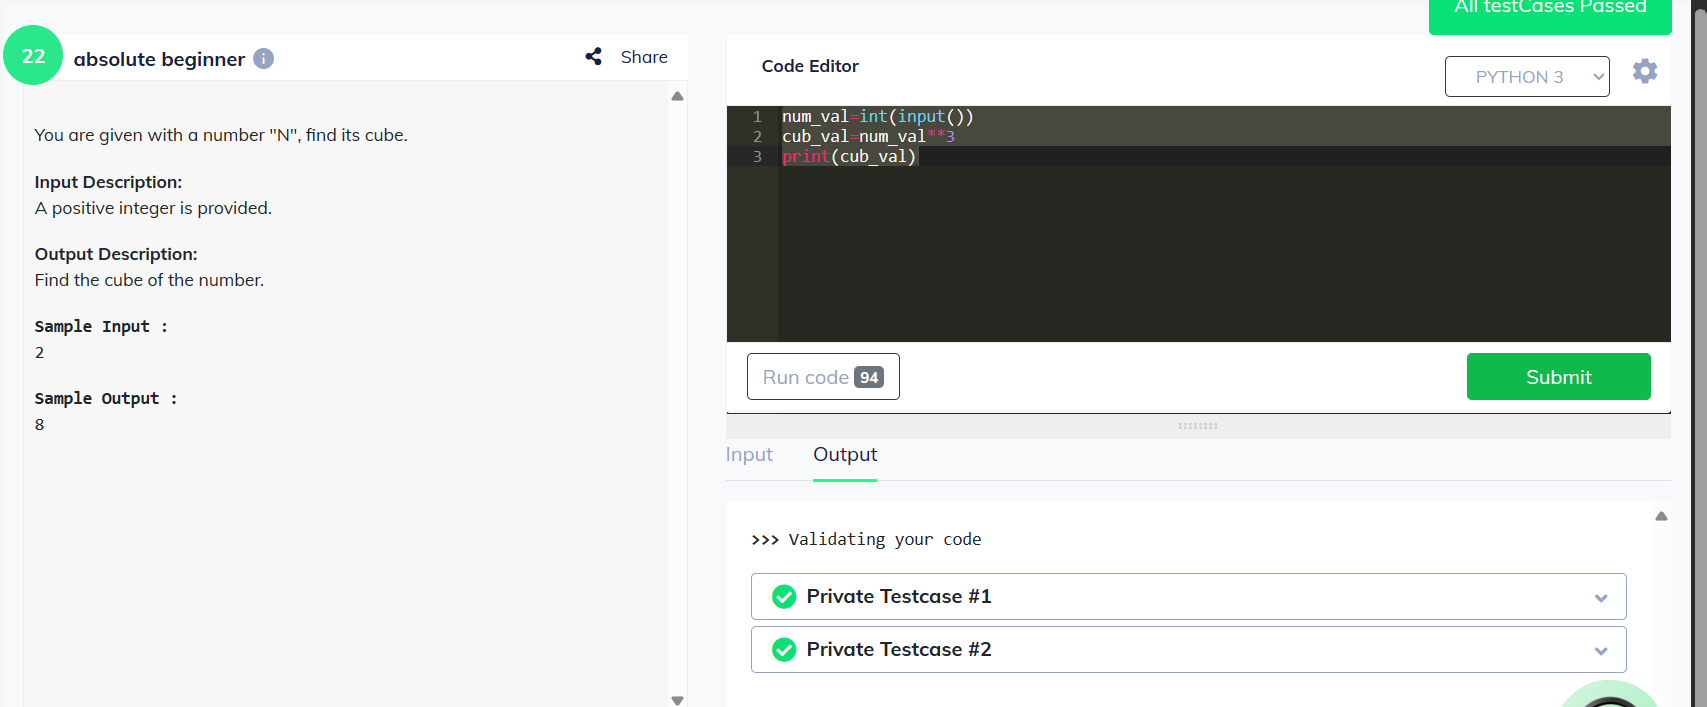 All testCases Passed
22
absolute beginner
Share
You are given with a number "N", find its cube.
Input Description:
A positive integer is provided.
Output Description:
Find the cube of the number.
Sample Input :
2
Sample Output :
8
Code Editor
PYTHON 3
1 num_val=int(input())
2 cub_val=num_val**3
3 print(cub_val)
Run code 94
Submit
Input Output
>>> Validating your code
Private Testcase #1
Private Testcase #2